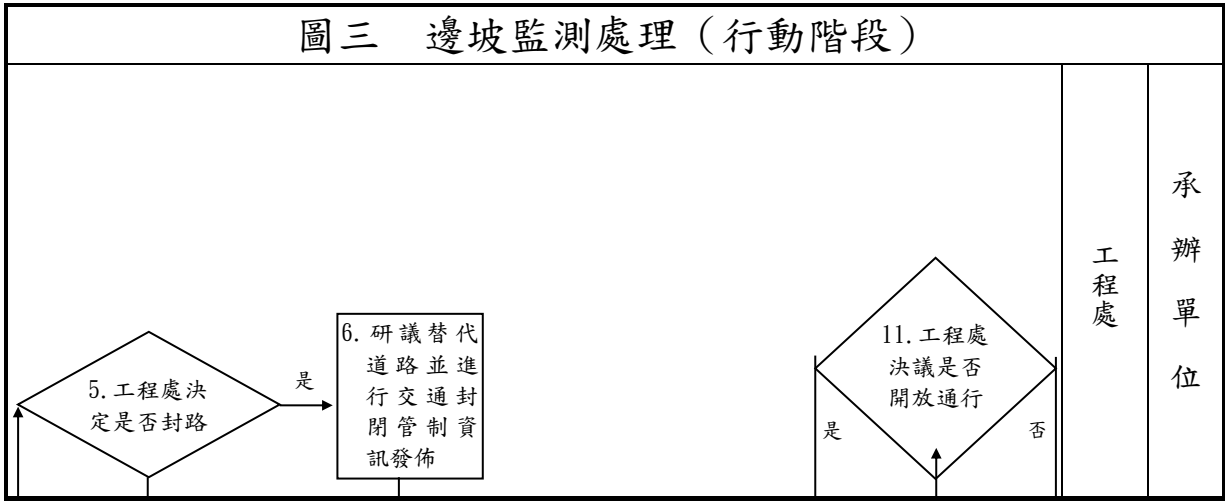 圖三　邊坡監測處理（行動階段）
5.工程處決
定是否封路
是
6.研議替代
道路並進
行交通封
閉管制資
訊發佈
11.工程處
決議是否
開放通行
是
否
工程處
承辦單位